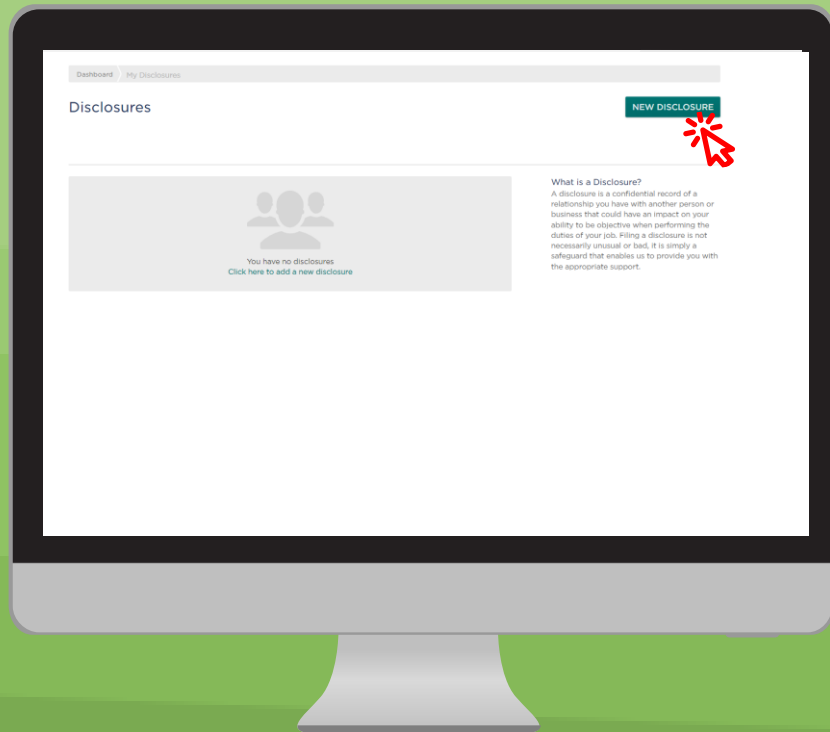 Dashboard My Disclosures
Disclosures
NEW DISCLOSURE
You have no disclosures
Click here to add a new disclosure
What is a Disclosure?
A disclosure is a confidential record of a
relationship you have with another person or
business that could have an impact on your
ability to be objective when performing the
duties of your job. Filing a disclosure is not
necessarily unusual or bad, it is simply a
safeguard that enables us to provide you with
the appropriate support.